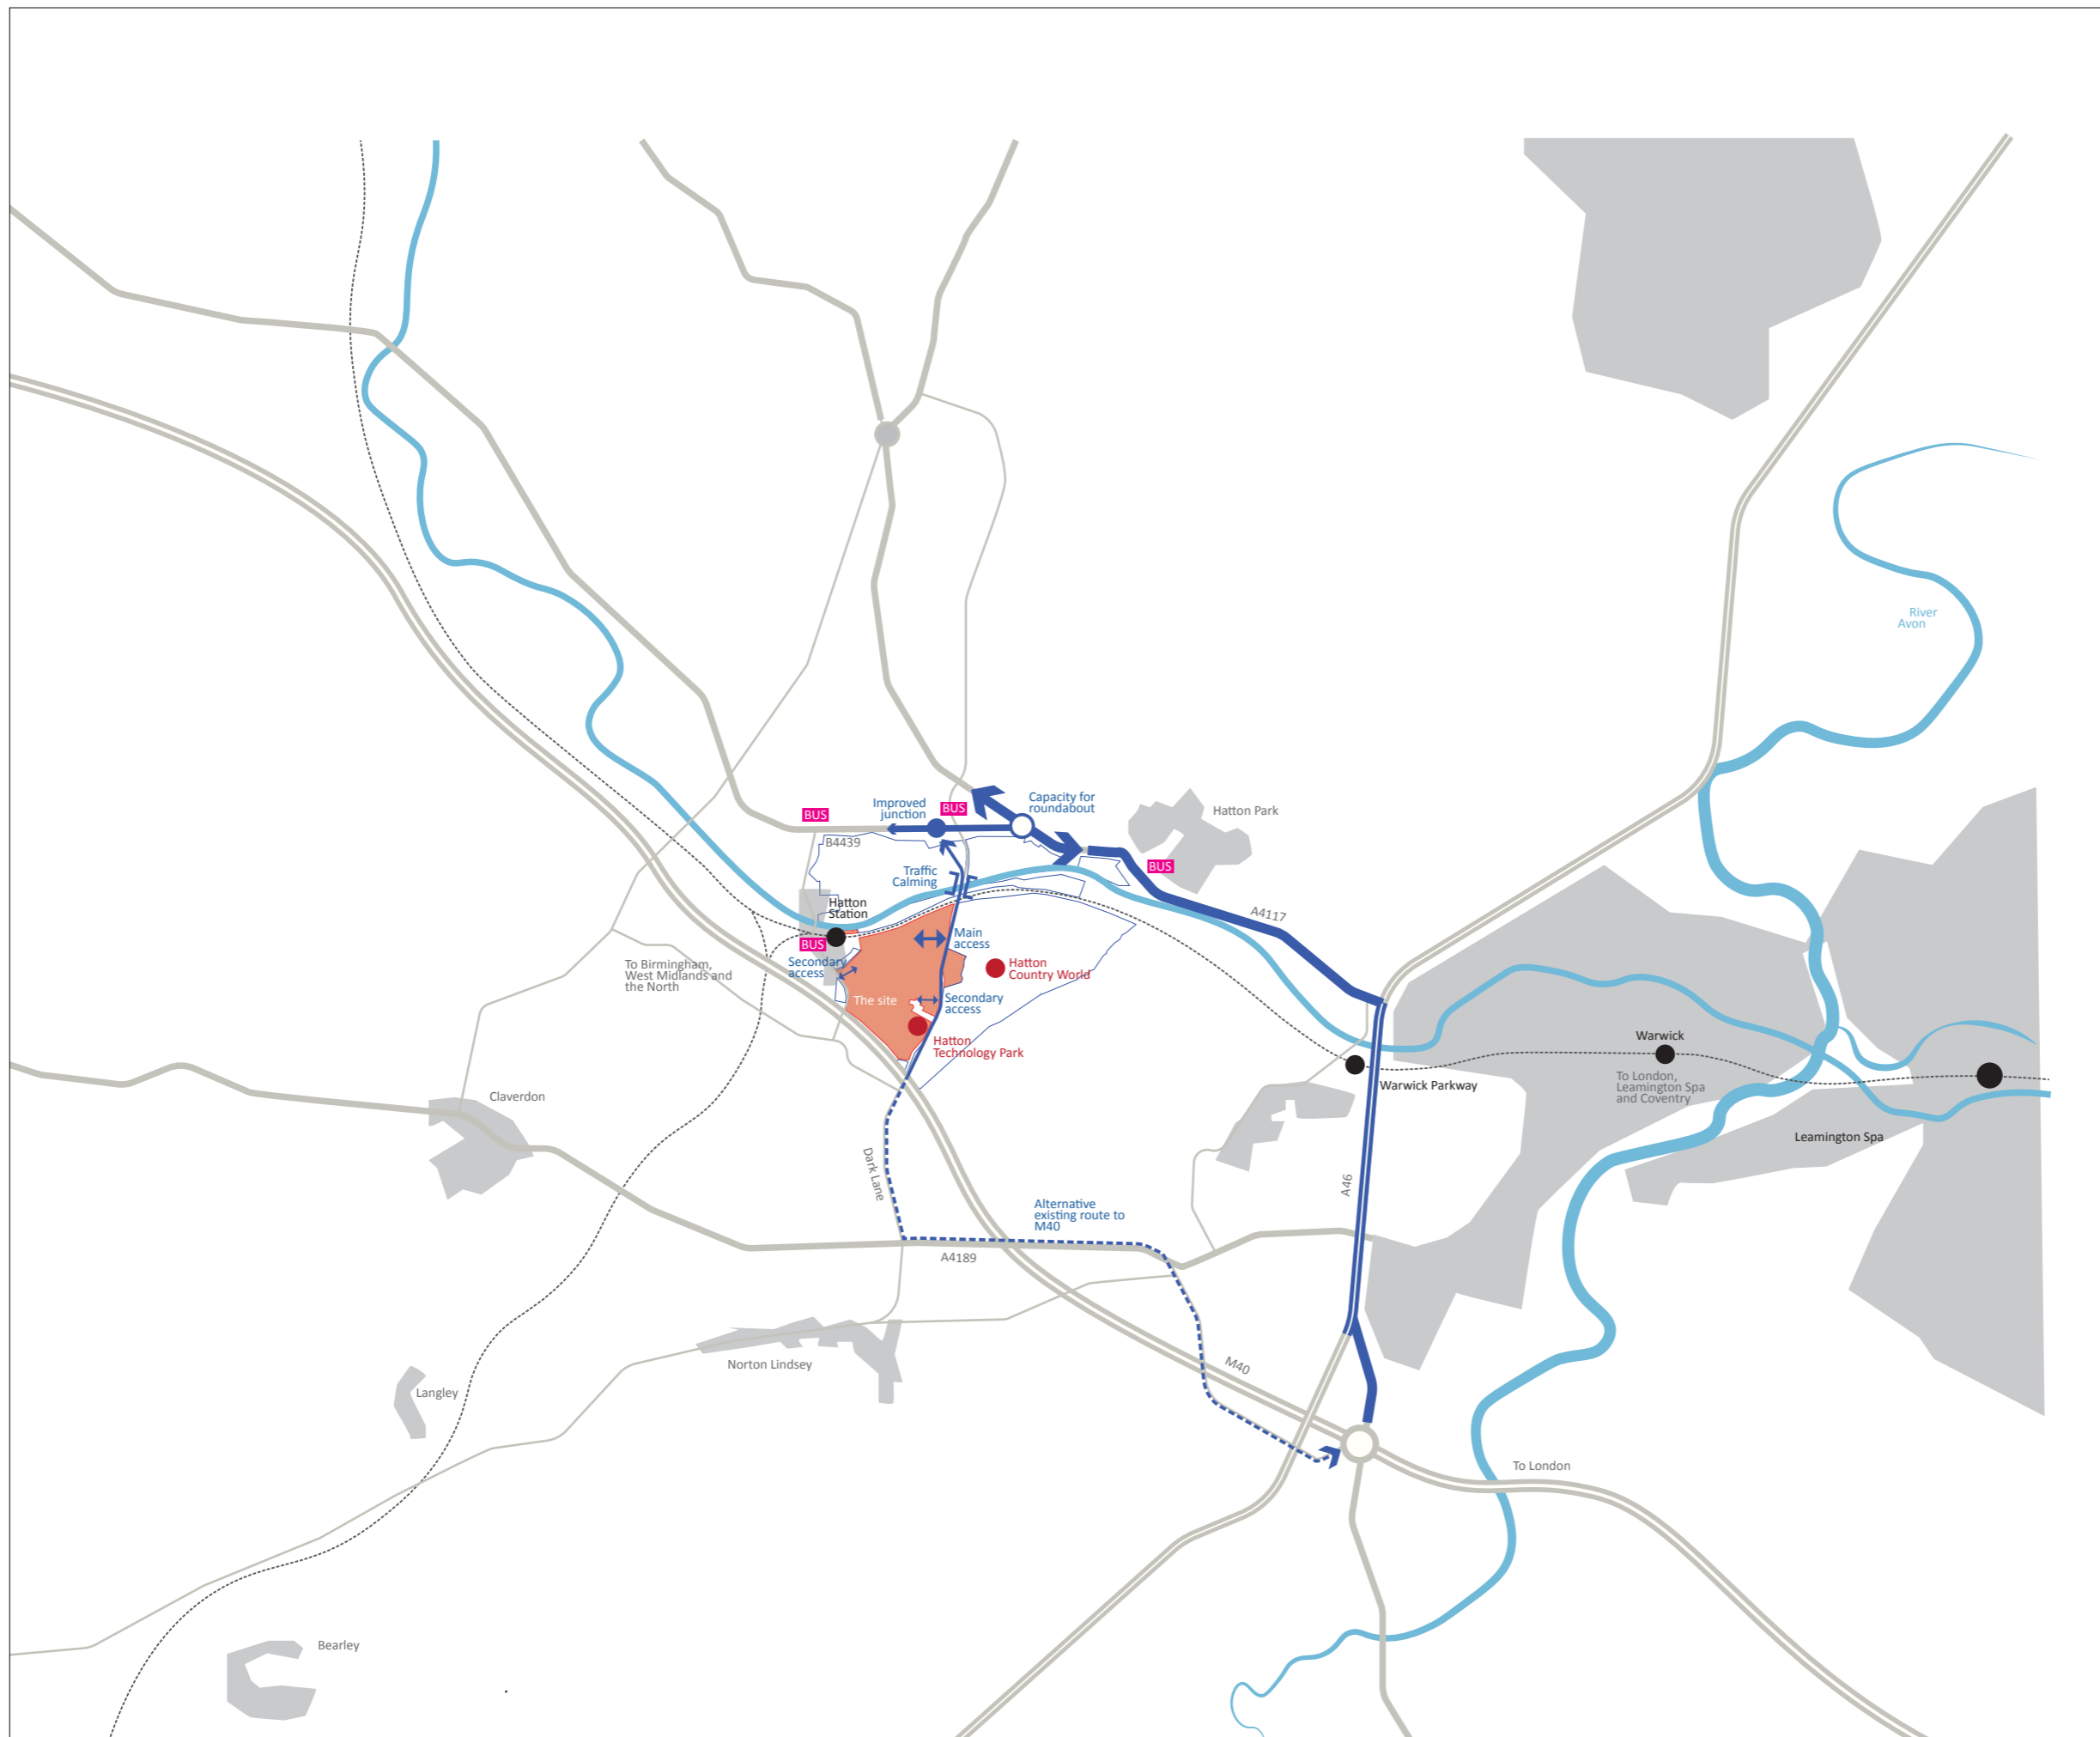 River
Avon
Improved
junction
BUS
Capacity for
roundabout
BUS
Hatton Park
B4439
BUS
Traffic
Calming
Hatton
Station
A4117
BUS
Main
access
Secondary
access
Hatton
Country World
To Birmingham,
West Midlands and
the North
The site
Secondary
access
Hatton
Technology Park
Warwick
To London,
Leamington Spa
and Coventry
Warwick Parkway
Claverdon
Leamington Spa
Dark Lane
A46
Alternative
existing route to
M40
A4189
Norton Lindsey
M40
Langley
To London
Bearley